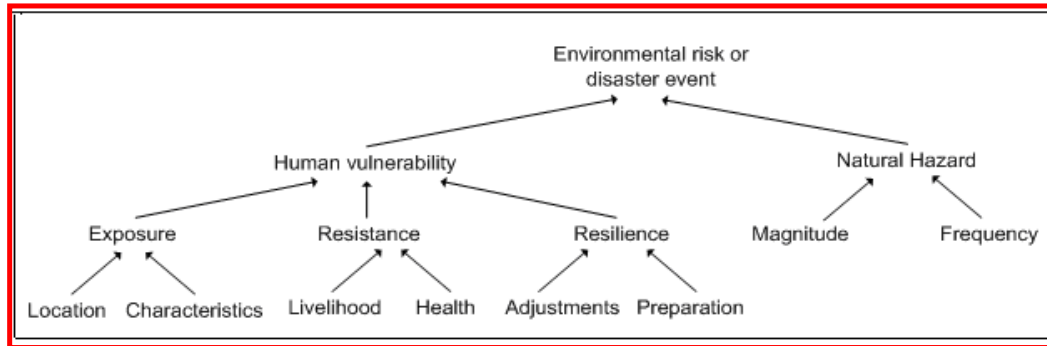 Environmental risk or
disaster event
Human vulnerability
Natural Hazard
Exposure
Resistance
Resilience
Magnitude
Frequency
Location
Characteristics
Livelihood
Health
Adjustments
Preparation